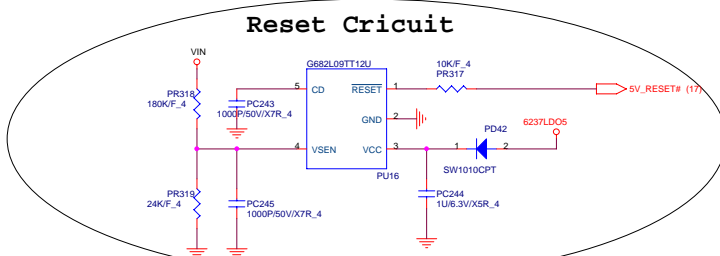 Reset Cricuit
VIN
G682L09TT12U
10K/F_4
PR317
PR318
180K/F_4
PC243
1000P/50V/X7R_4
5
CD
RESET
1
5V_RESET# (17)
GND
2
6237LDO5
4
VSEN
VCC
3
PD42
1
2
SW1010CPT
PU16
PR319
24K/F_4
PC245
1000P/50V/X7R_4
PC244
1U/6.3V/X5R_4